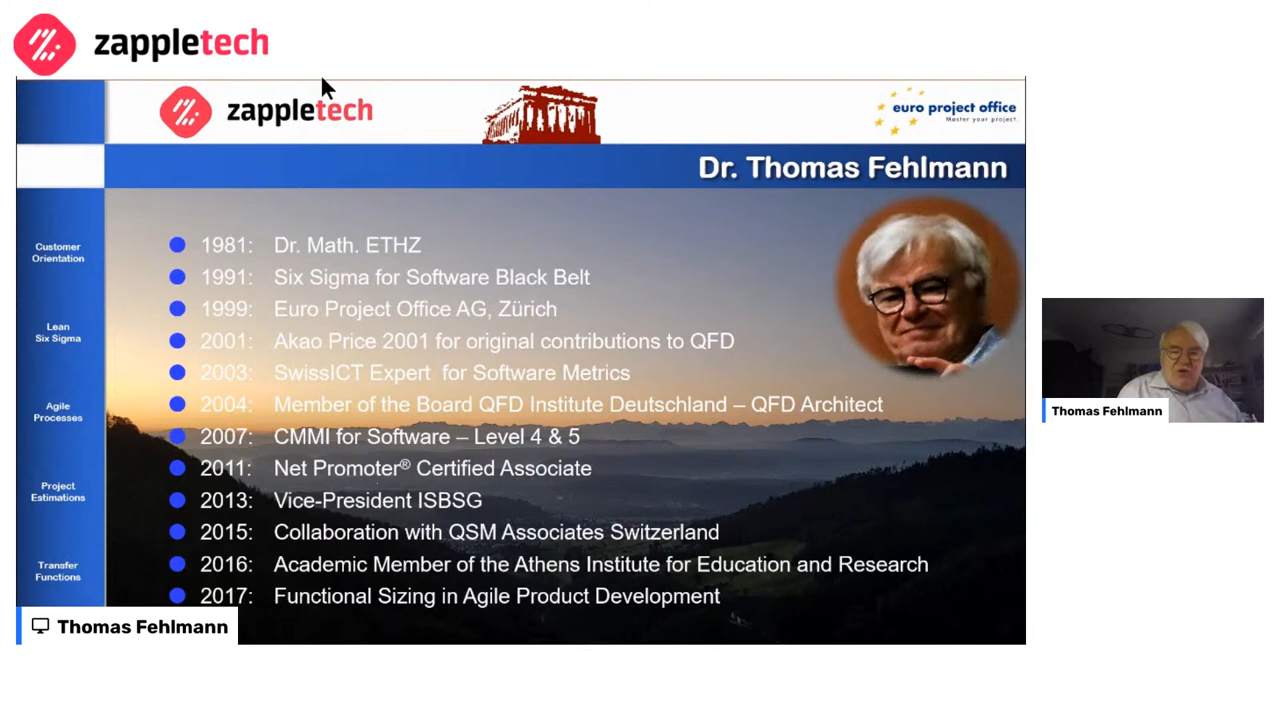 zappletech
zappletech
euro project office
Master your project.
Dr. Thomas Fehlmann
Customer
Orientation
Lean
Six Sigma
Agile
Processes
Project
Estimations
Transfer
Functions
1981: Dr. Math. ETHZ
1991: Six Sigma for Software Black Belt
1999: Euro Project Office AG, Zürich
2001: Akao Price 2001 for original contributions to QFD
2003: SwissICT Expert for Software Metrics
2004: Member of the Board QFD Institute Deutschland – QFD Architect
2007: CMMI for Software – Level 4 & 5
2011: Net Promoter® Certified Associate
2013: Vice-President ISBSG
2015: Collaboration with QSM Associates Switzerland
2016: Academic Member of the Athens Institute for Education and Research
2017: Functional Sizing in Agile Product Development
Thomas Fehlmann
Thomas Fehlmann